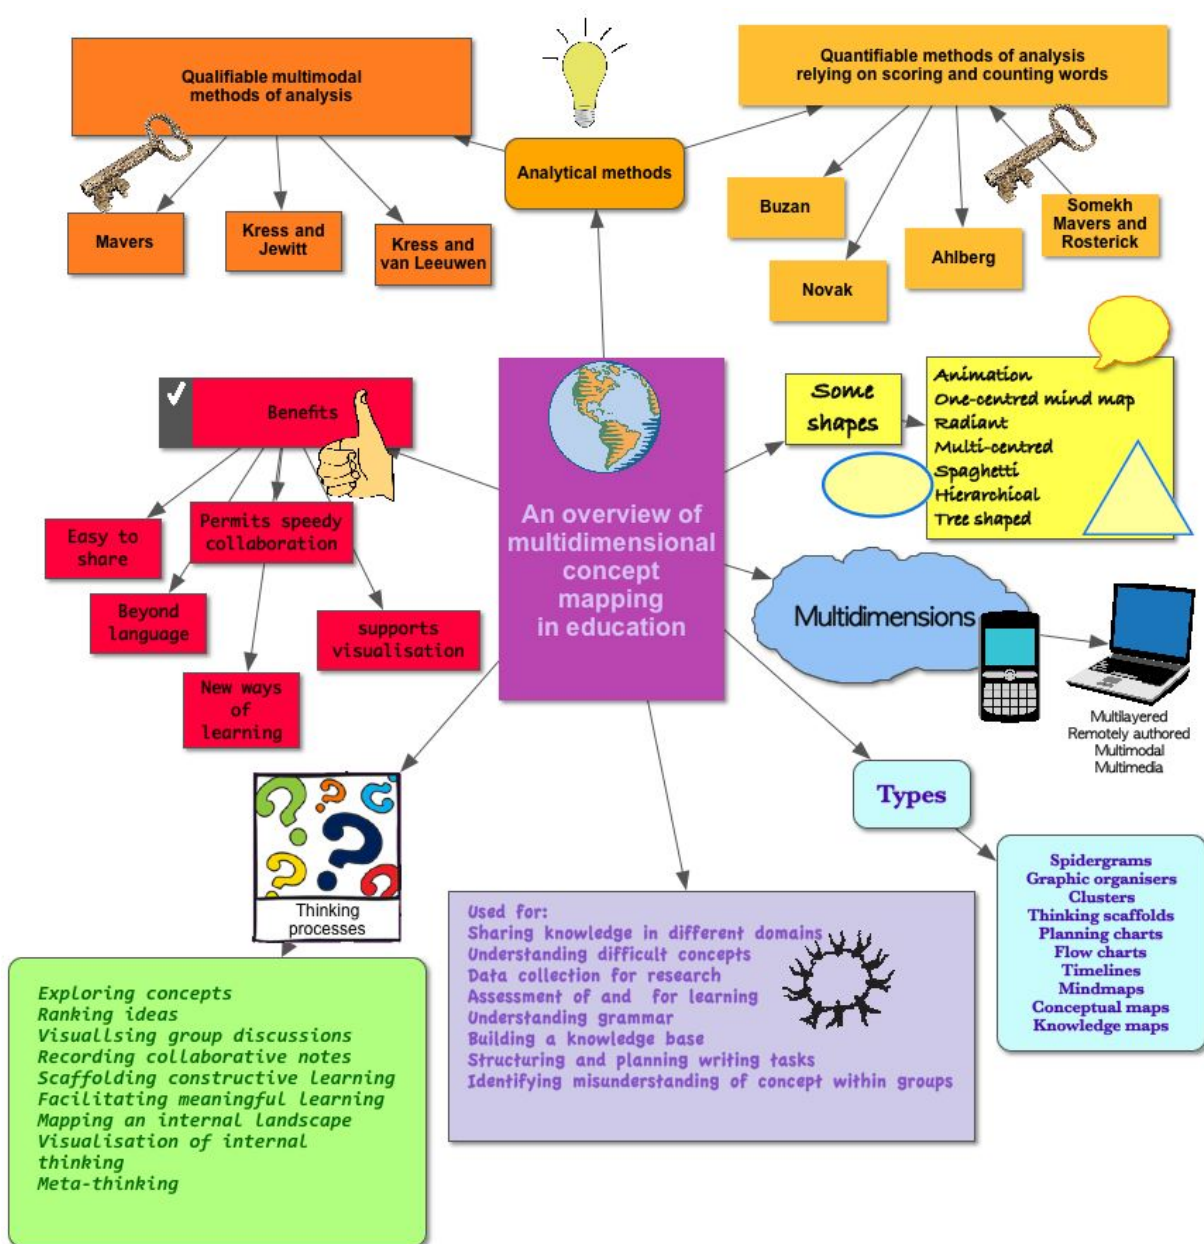 Qualifiable multimodal
methods of analysis
Quantifiable methods of analysis
relying on scoring and counting words
Analytical methods
Mavers
Kress and
Jewitt
Kress and
van Leeuwen
Buzan
Novak
Ahlberg
Somekh
Mavers and
Rosterick
Benefits
Easy to
share
Permits speedy
collaboration
Beyond
language
supports
visualisation
New ways
of
learning
An overview of
multidimensional
concept
mapping
in education
Some
shapes
Animation
One-centred mind map
Radiant
Multi-centred
Spaghetti
Hierarchical
Tree shaped
Multidimensions
Multilayered
Remotely authored
Multimodal
Multimedia
Types
Spidergrams
Graphic organisers
Clusters
Thinking scaffolds
Planning charts
Flow charts
Timelines
Mindmaps
Conceptual maps
Knowledge maps
Thinking
processes
Exploring concepts
Ranking ideas
Visuallsing group discussions
Recording collaborative notes
Scaffolding constructive learning
Facilitating meaningful learning
Mapping an internal landscape
Visualisation of internal
thinking
Meta-thinking
Used for:
Sharing knowledge in different domains
Understanding difficult concepts
Data collection for research
Assessment of and  for learning
Understanding grammar
Building a knowledge base
Structuring and planning writing tasks
Identifying misunderstanding of concept within groups